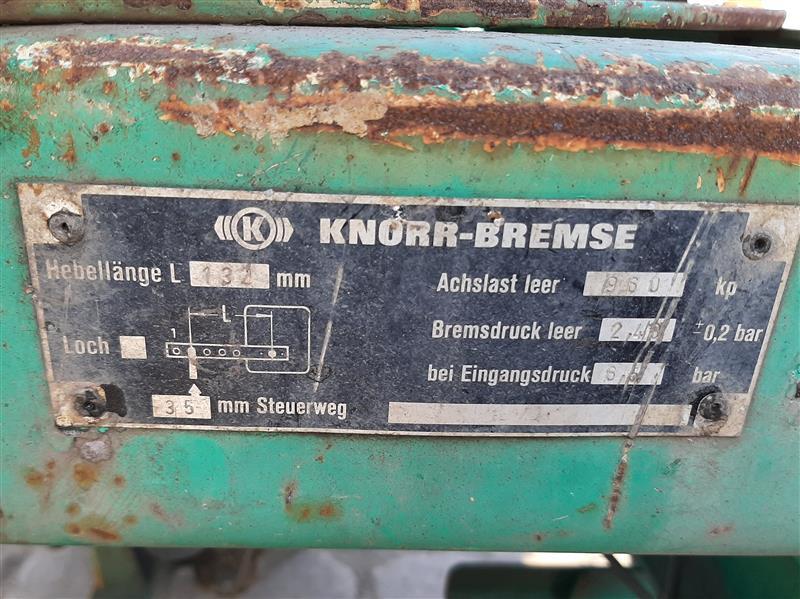 K KNORR-BREMSE
Hebellänge L 132 mm
Achslast leer 960 kp
L
1
Bremsdruck leer ±0,2 bar
Loch
bei Eingangsdruck bar
35 mm Steuerweg